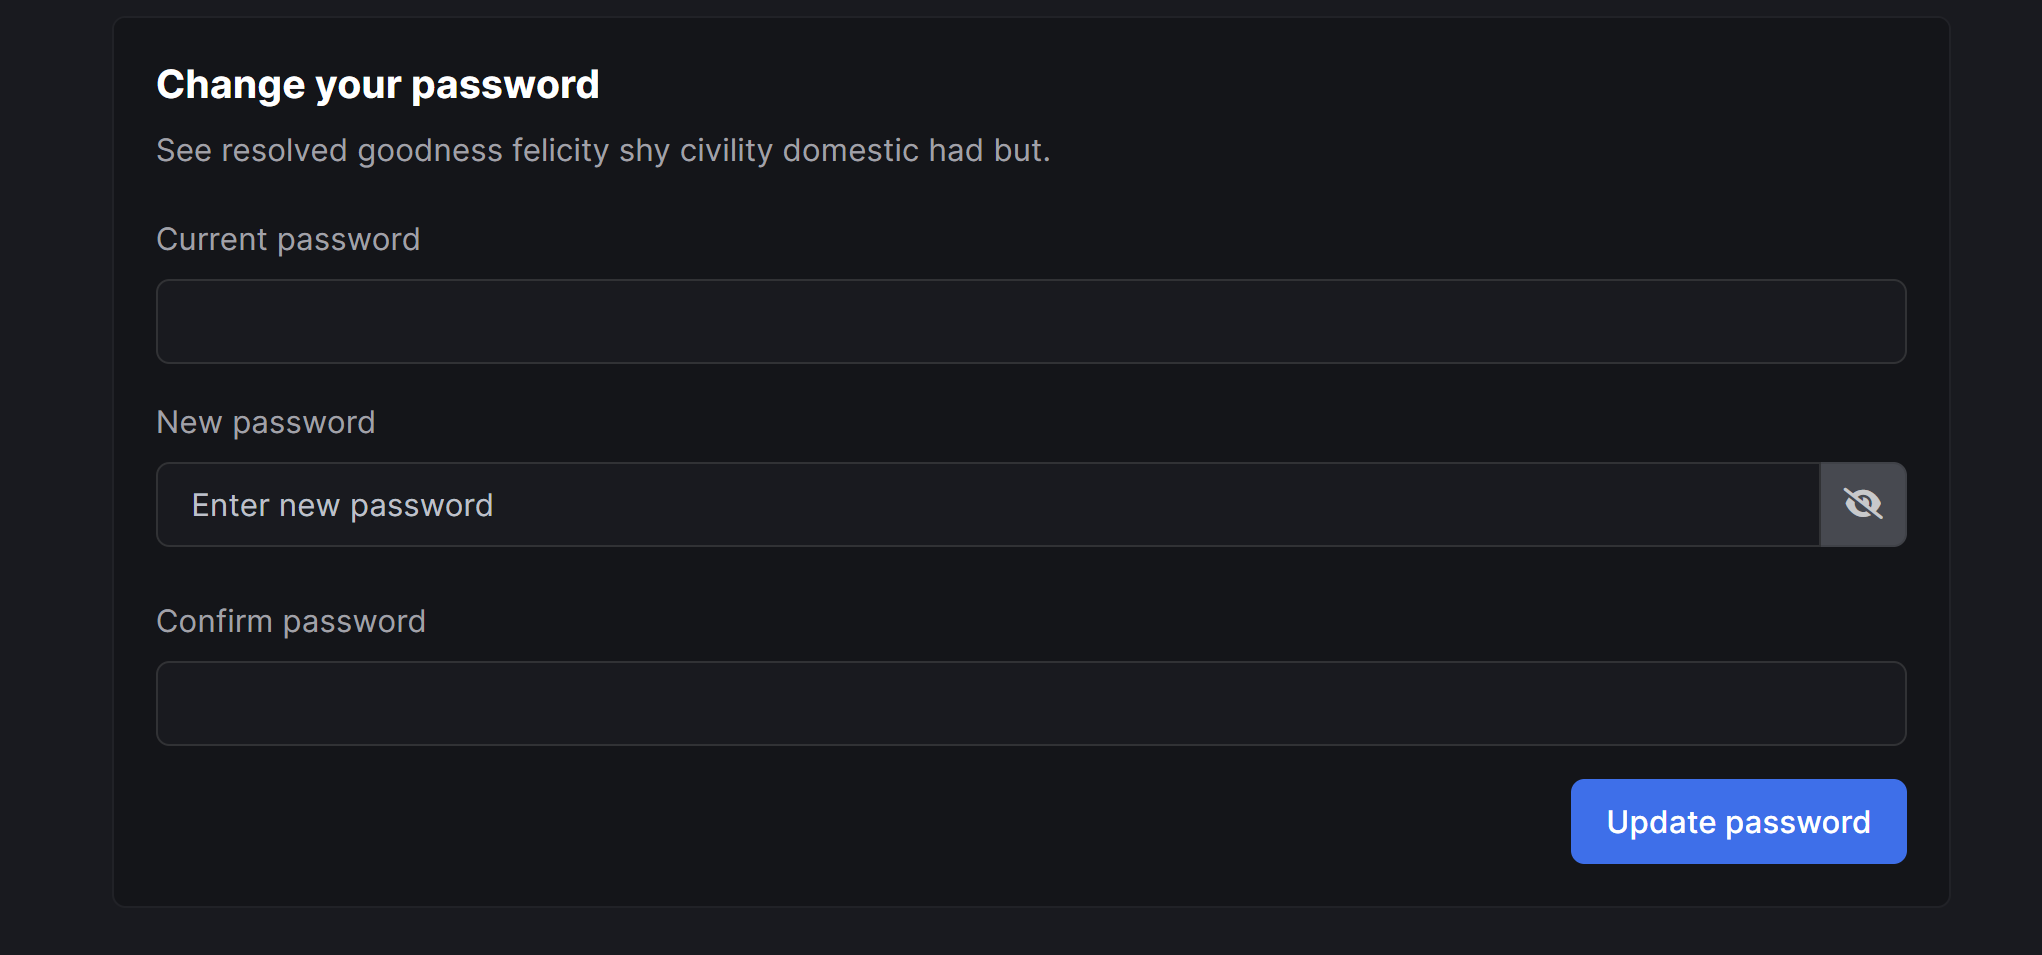 Change your password
See resolved goodness felicity shy civility domestic had but.
Current password
New password
Enter new password
Confirm password
Update password